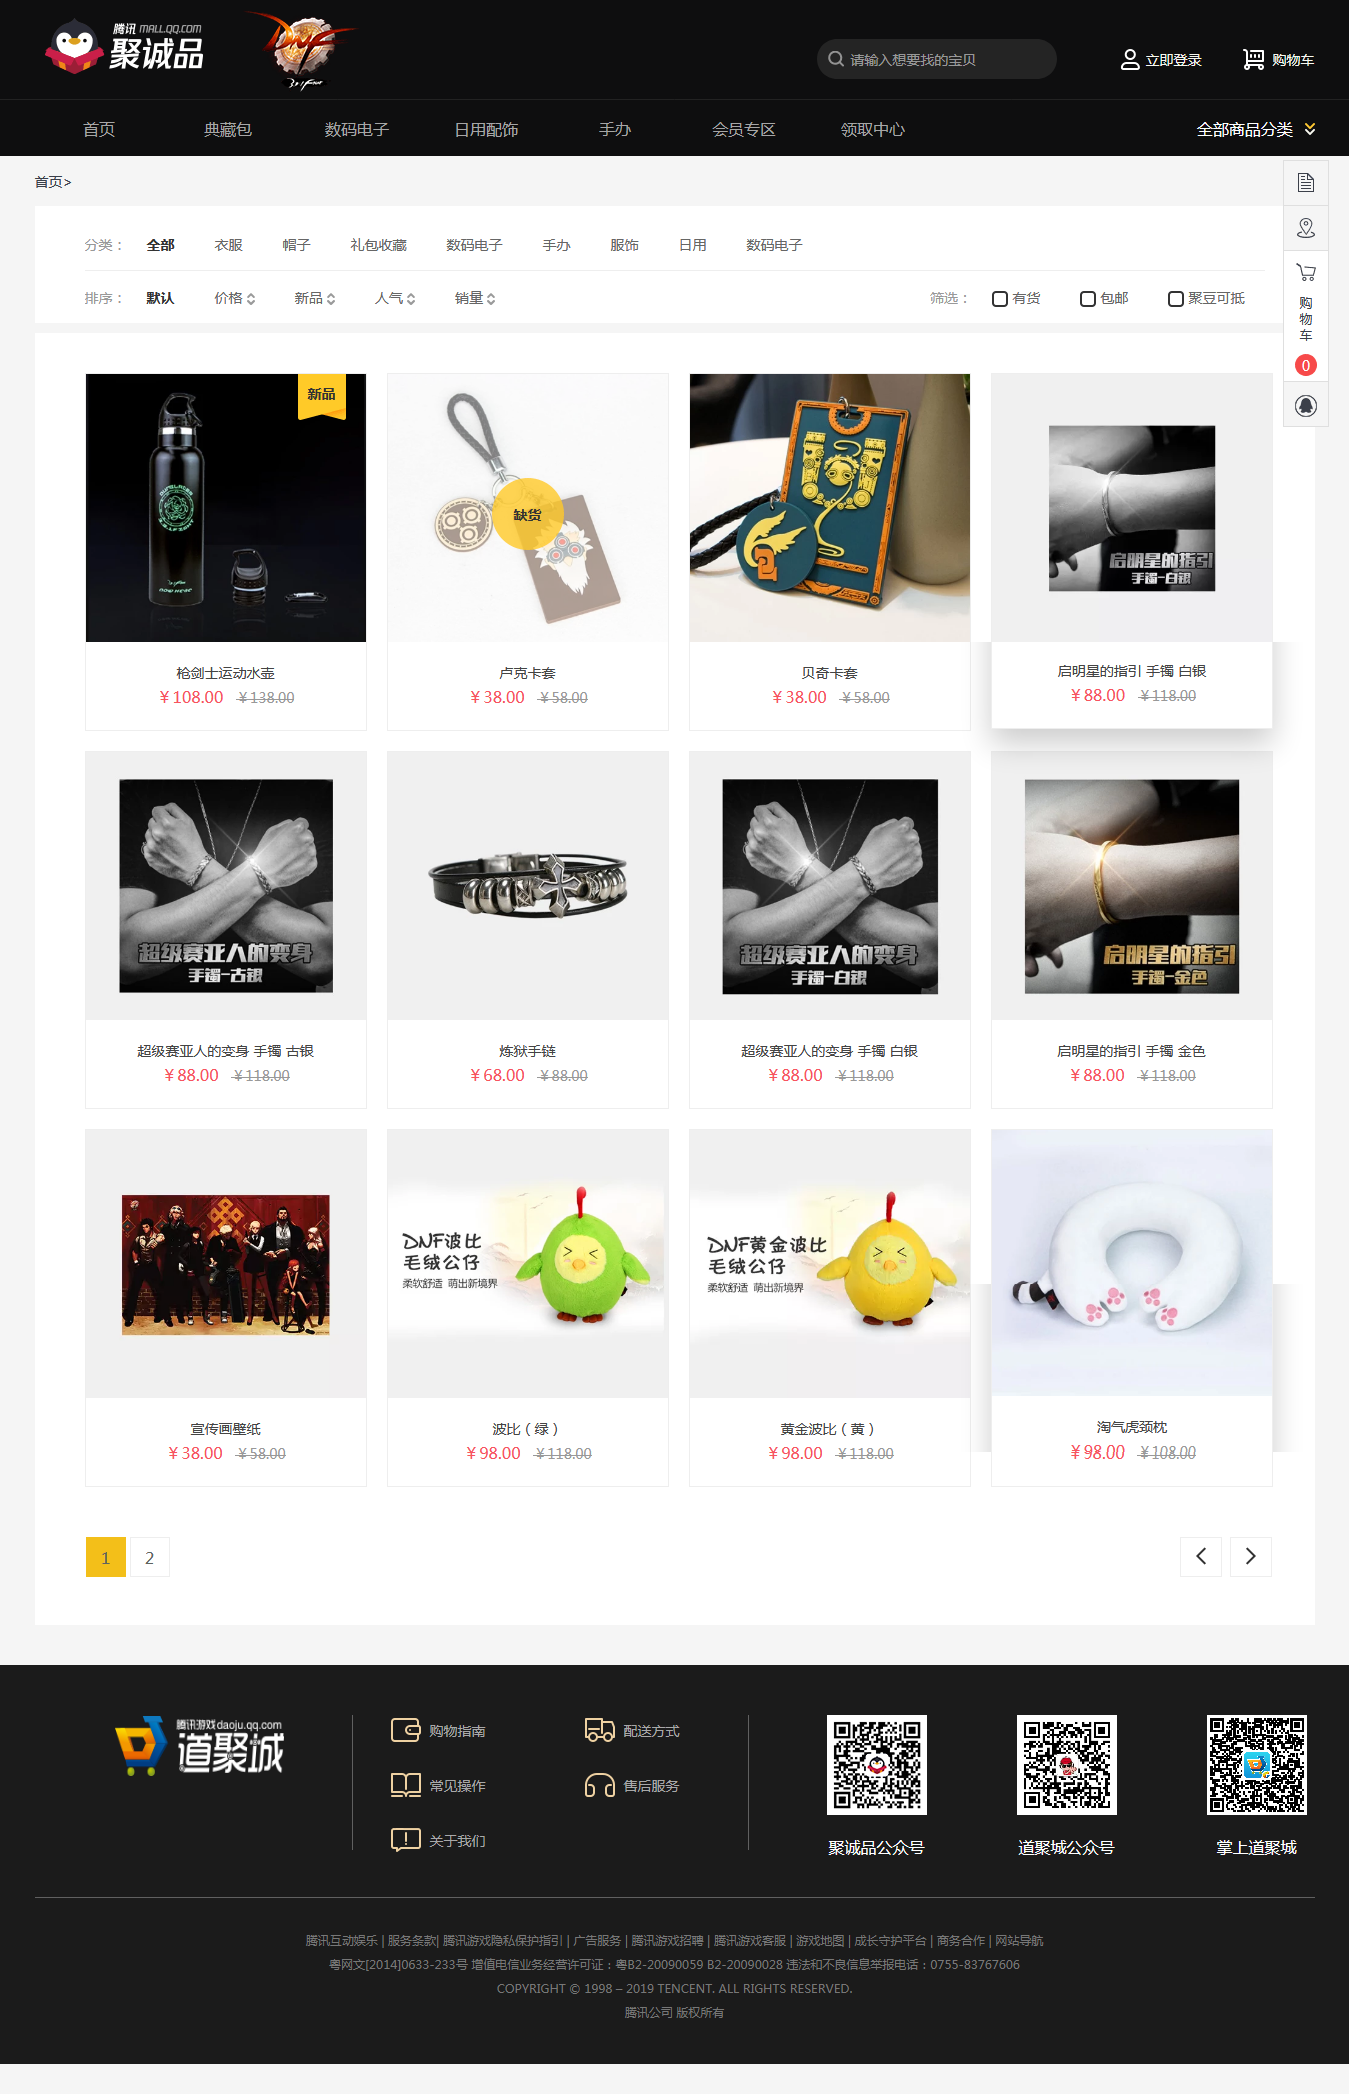 腾讯 MALL.QQ.COM
聚诚品
DNF
请输入想要找的宝贝
立即登录
购物车
首页
典藏包
数码电子
日用配饰
手办
会员专区
领取中心
全部商品分类
首页>
分类：
全部
衣服
帽子
礼包收藏
数码电子
手办
服饰
日用
数码电子
排序：
默认
价格
新品
人气
销量
筛选：
有货
包邮
聚豆可抵
购
物
车
0
新品
NOW HERE
缺货
启明星的指引
手镯-白银
枪剑士运动水壶
￥108.00 ￥138.00
卢克卡套
￥38.00 ￥58.00
贝奇卡套
￥38.00 ￥58.00
启明星的指引 手镯 白银
￥88.00 ￥118.00
超级赛亚人的变身
手镯-古银
超级赛亚人的变身
手镯-白银
启明星的指引
手镯-金色
超级赛亚人的变身 手镯 古银
￥88.00 ￥118.00
炼狱手链
￥68.00 ￥88.00
超级赛亚人的变身 手镯 白银
￥88.00 ￥118.00
启明星的指引 手镯 金色
￥88.00 ￥118.00
DNF波比
毛绒公仔
柔软舒适 萌出新境界
DNF黄金波比
毛绒公仔
柔软舒适 萌出新境界
宣传画壁纸
￥38.00 ￥58.00
波比（绿）
￥98.00 ￥118.00
黄金波比（黄）
￥98.00 ￥118.00
淘气虎颈枕
￥98.00 ￥108.00
1
2
腾讯游戏daoju.qq.com
道聚城
购物指南
配送方式
常见操作
售后服务
关于我们
聚诚品公众号
道聚城公众号
掌上道聚城
腾讯互动娱乐 | 服务条款| 腾讯游戏隐私保护指引 | 广告服务 | 腾讯游戏招聘 | 腾讯游戏客服 | 游戏地图 | 成长守护平台 | 商务合作 | 网站导航
粤网文[2014]0633-233号 增值电信业务经营许可证：粤B2-20090059 B2-20090028 违法和不良信息举报电话：0755-83767606
COPYRIGHT © 1998 – 2019 TENCENT. ALL RIGHTS RESERVED.
腾讯公司 版权所有